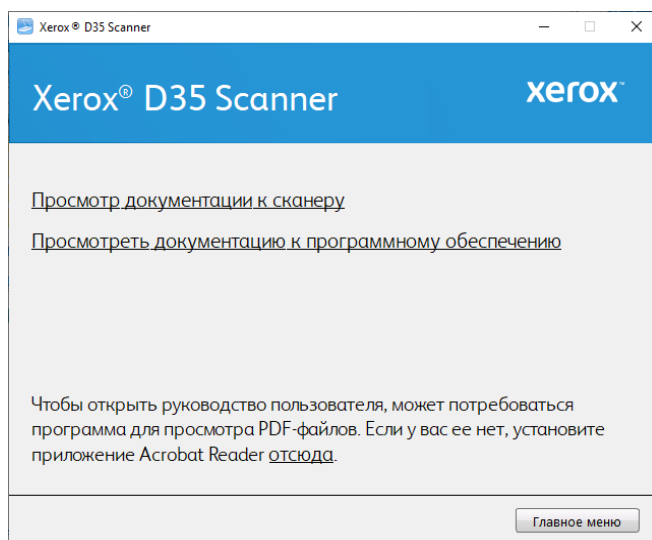 Xerox® D35 Scanner
Xerox® D35 Scanner
xerox™
Просмотр документации к сканеру
Просмотреть документацию к программному обеспечению
Чтобы открыть руководство пользователя, может потребоваться
программа для просмотра PDF-файлов. Если у вас ее нет, установите
приложение Acrobat Reader отсюда.
Главное меню